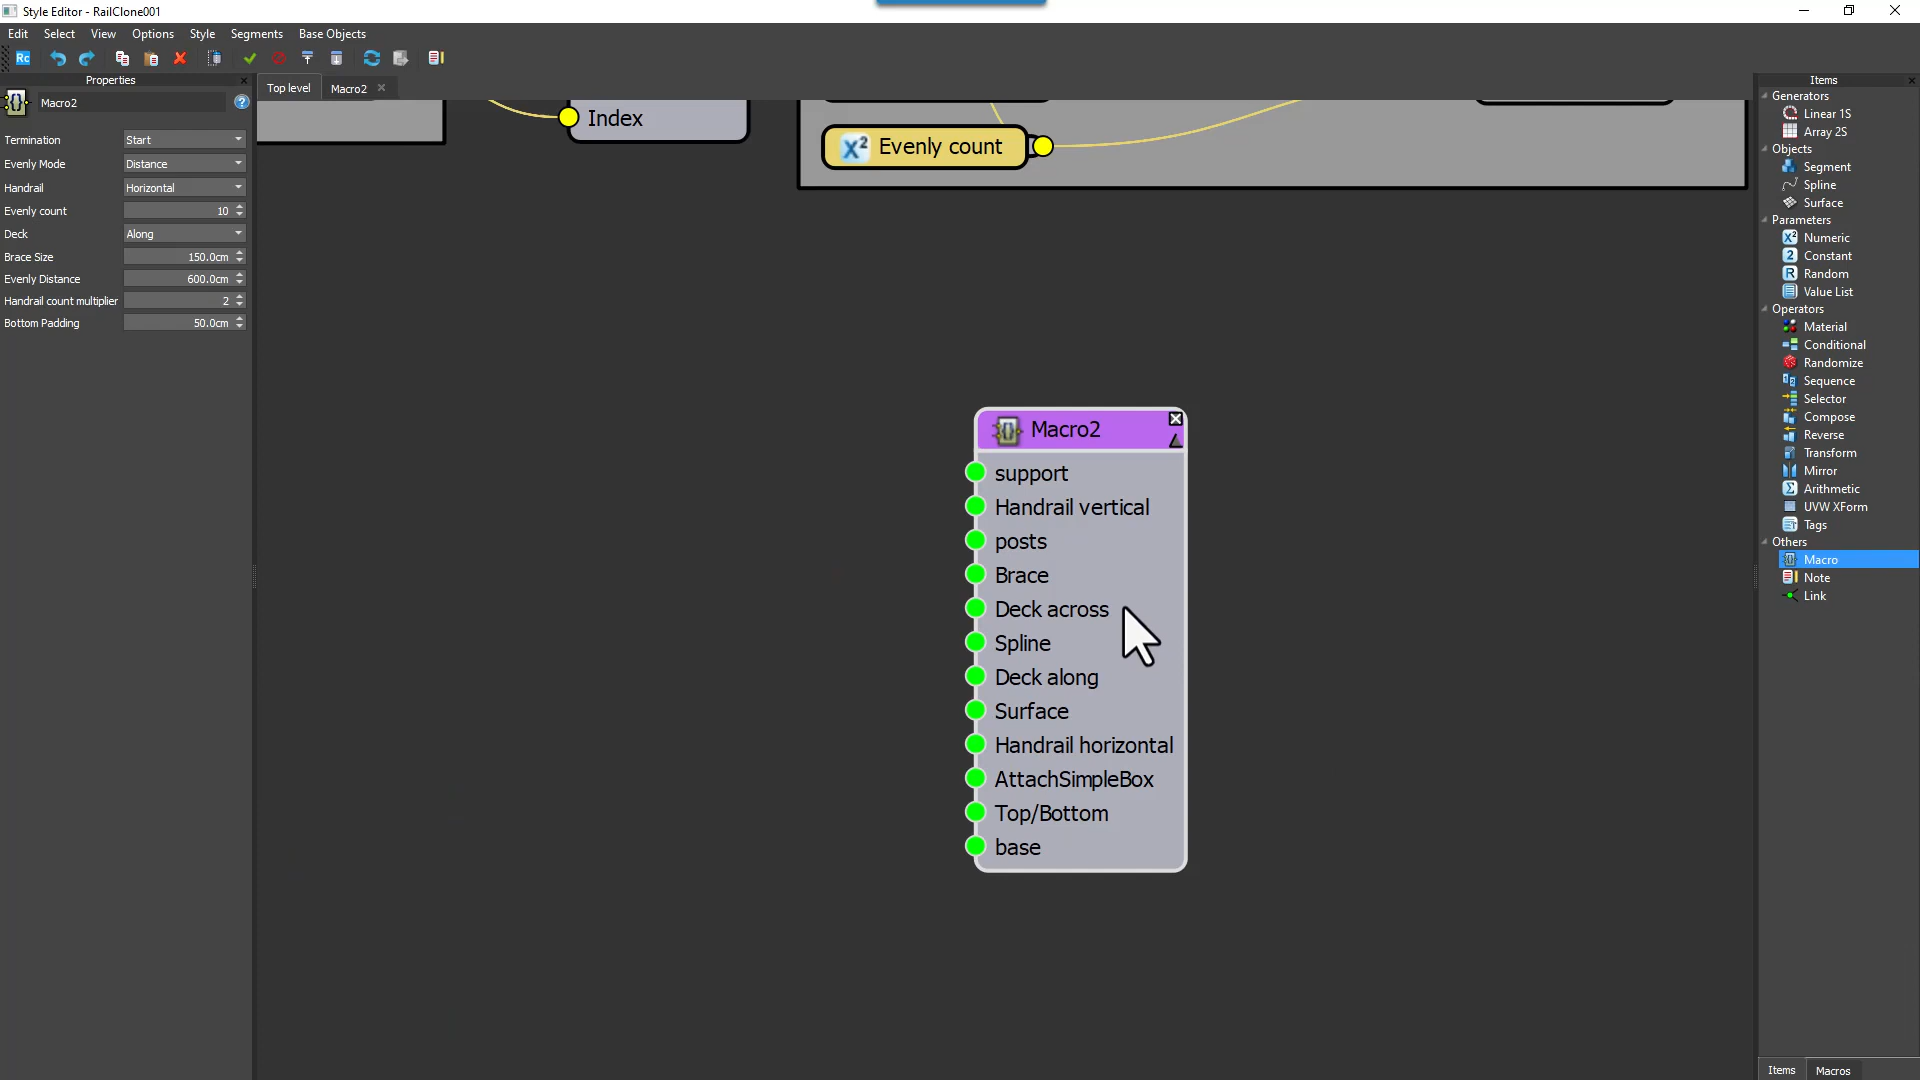 Style Editor - RailClone001
Edit Select View Options Style Segments Base Objects
Rc
Properties
Macro2
?
Termination Start
Evenly Mode Distance
Handrail Horizontal
Evenly count 10
Deck Along
Brace Size 150.0cm
Evenly Distance 600.0cm
Handrail count multiplier 2
Bottom Padding 50.0cm
Top level Macro2
Index
X² Evenly count
Macro2
support
Handrail vertical
posts
Brace
Deck across
Spline
Deck along
Surface
Handrail horizontal
AttachSimpleBox
Top/Bottom
base
Items
Generators
Linear 1S
Array 2S
Objects
Segment
Spline
Surface
Parameters
X² Numeric
2 Constant
R Random
Value List
Operators
Material
Conditional
Randomize
Sequence
Selector
Compose
Reverse
Transform
Mirror
Σ Arithmetic
UVW XForm
Tags
Others
Macro
Note
Link
Items Macros